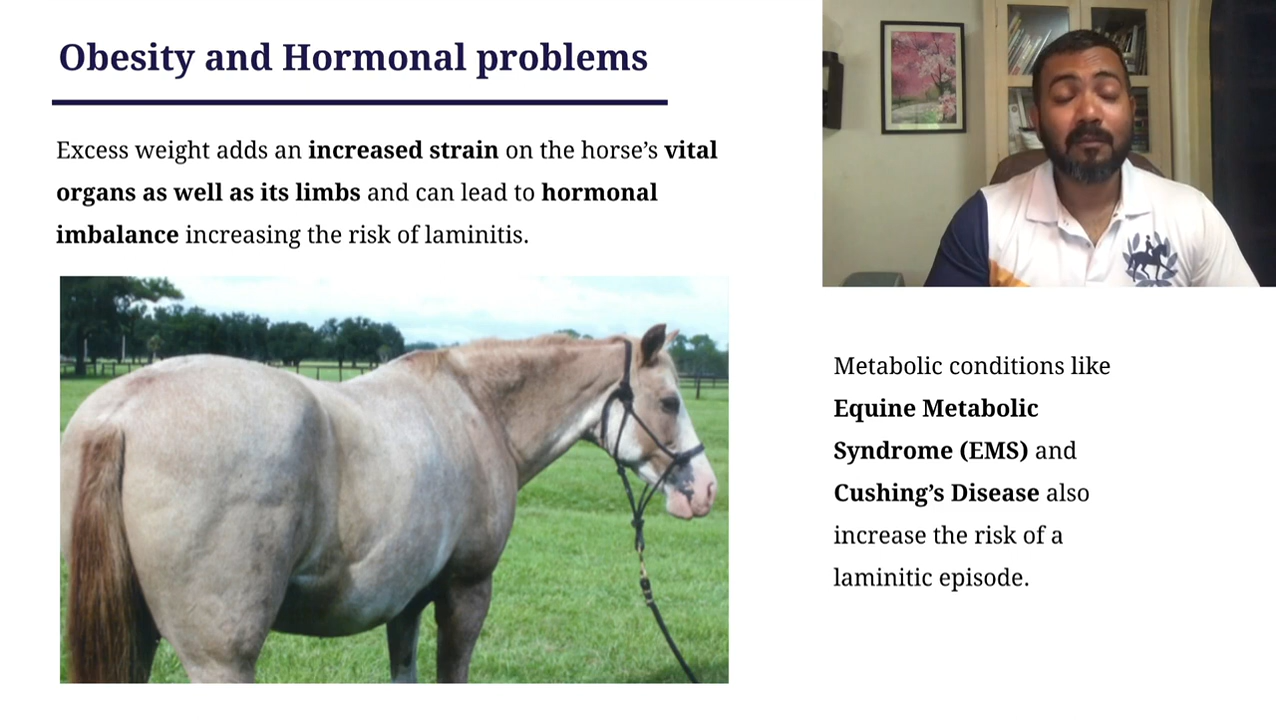 Obesity and Hormonal problems
Excess weight adds an increased strain on the horse’s vital
organs as well as its limbs and can lead to hormonal
imbalance increasing the risk of laminitis.
Metabolic conditions like
Equine Metabolic
Syndrome (EMS) and
Cushing’s Disease also
increase the risk of a
laminitic episode.